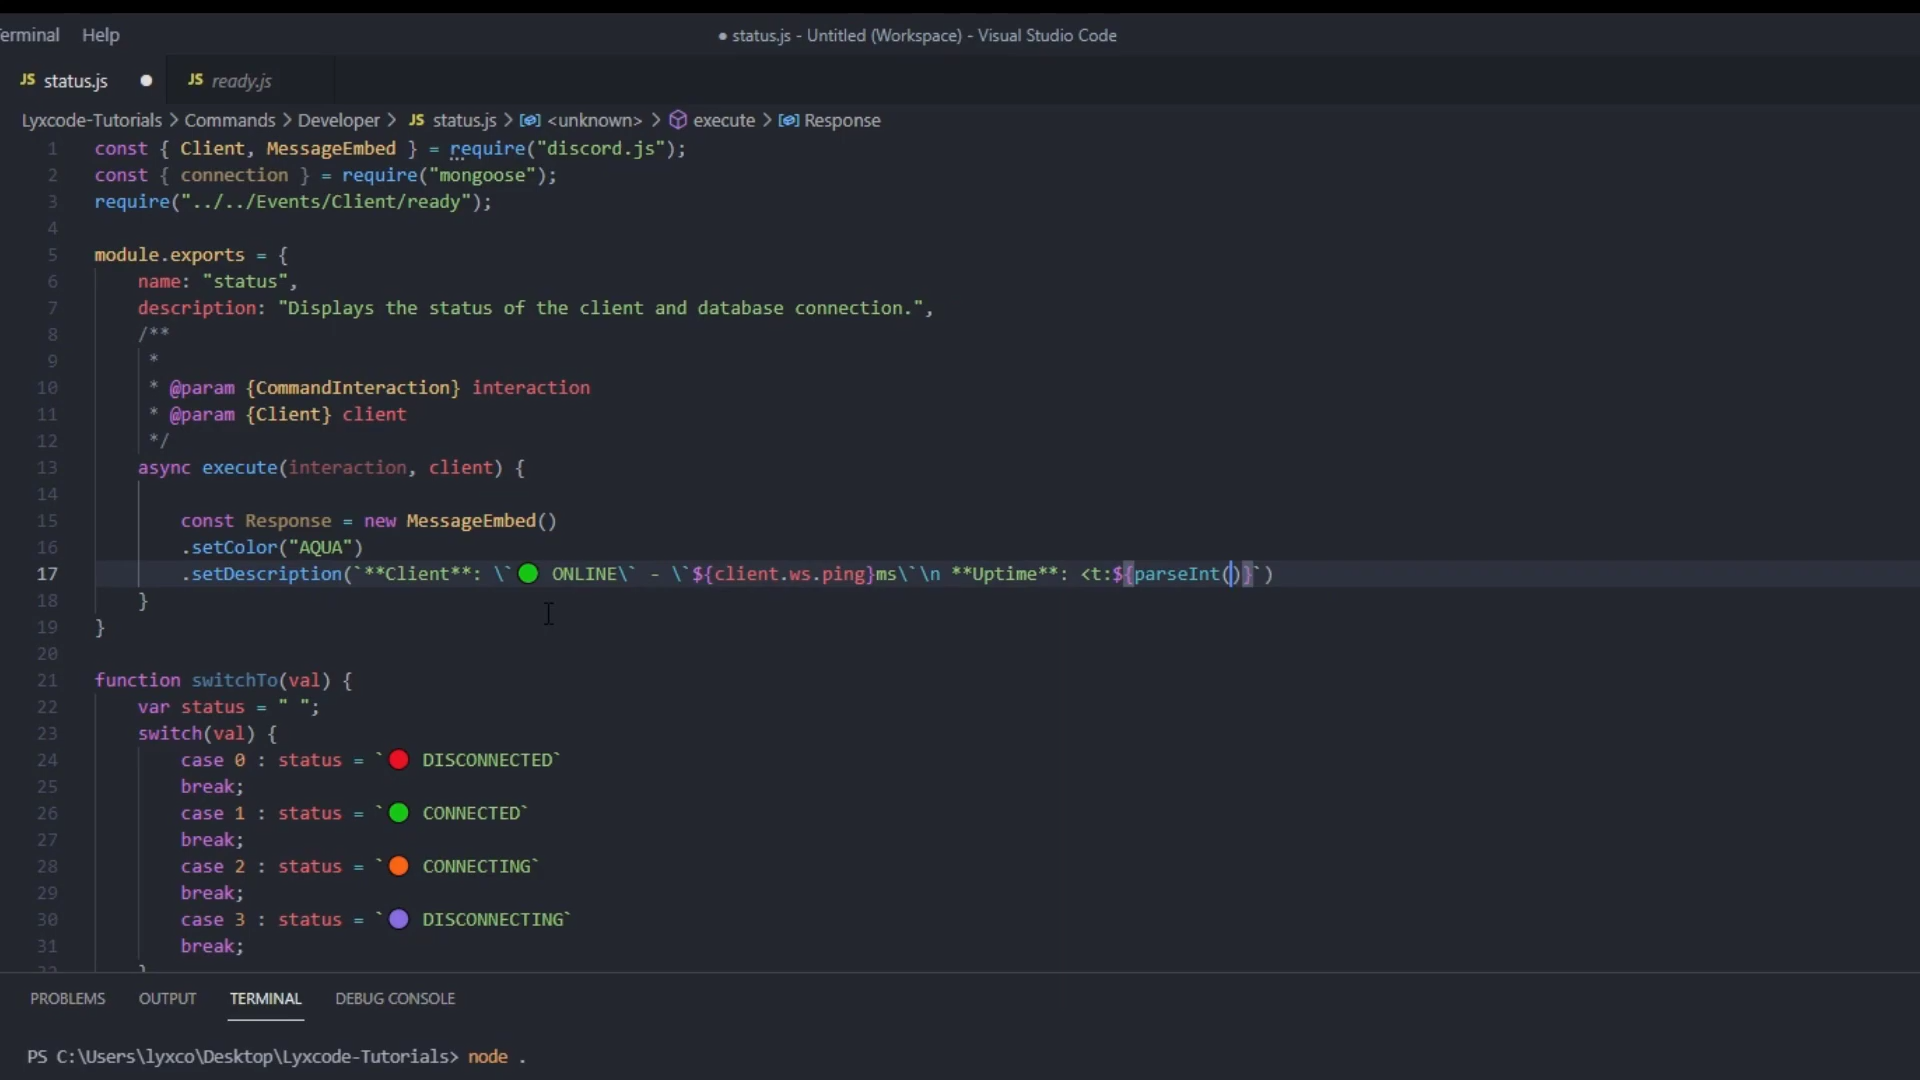 Terminal Help
● status.js - Untitled (Workspace) - Visual Studio Code
JS status.js ● JS ready.js
Lyxcode-Tutorials > Commands > Developer > JS status.js > <unknown> > execute > Response
1 const { Client, MessageEmbed } = require("discord.js");
2 const { connection } = require("mongoose");
3 require("../../Events/Client/ready");
4
5 module.exports = {
6 name: "status",
7 description: "Displays the status of the client and database connection.",
8 /**
9 *
10 * @param {CommandInteraction} interaction
11 * @param {Client} client
12 */
13 async execute(interaction, client) {
14
15 const Response = new MessageEmbed()
16 .setColor("AQUA")
17 .setDescription(`**Client**: \`🟢 ONLINE\` - \`${client.ws.ping}ms\`\n **Uptime**: <t:${parseInt()}`)
18 }
19 }
20
21 function switchTo(val) {
22 var status = " ";
23 switch(val) {
24 case 0 : status = `🔴 DISCONNECTED`
25 break;
26 case 1 : status = `🟢 CONNECTED`
27 break;
28 case 2 : status = `🟠 CONNECTING`
29 break;
30 case 3 : status = `🟣 DISCONNECTING`
31 break;
32 }
PROBLEMS OUTPUT TERMINAL DEBUG CONSOLE
PS C:\Users\lyxco\Desktop\Lyxcode-Tutorials> node .